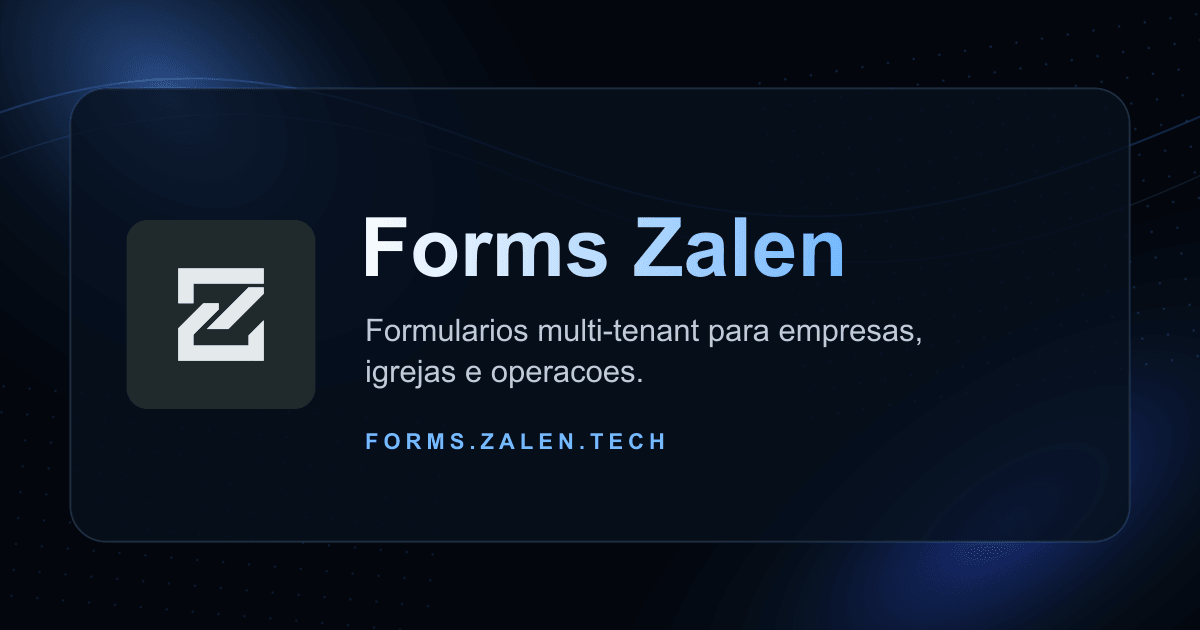 Forms Zalen
Formularios multi-tenant para empresas,
igrejas e operacoes.
FORMS.ZALEN.TECH